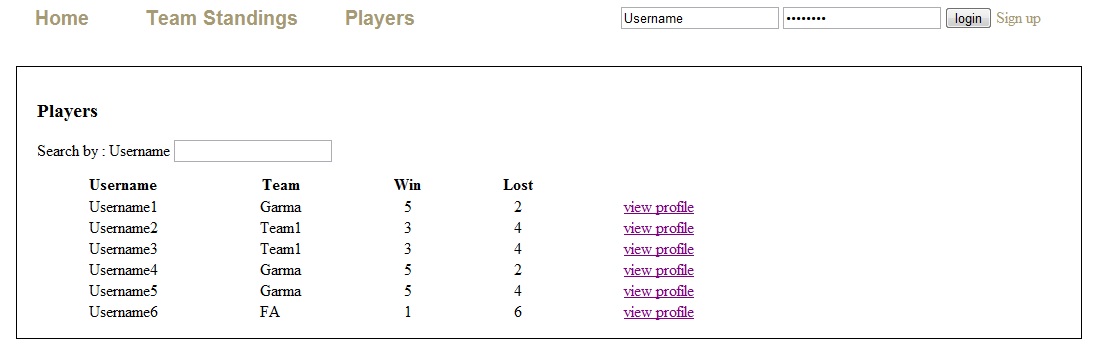 Home Team Standings Players Username •••••••• login Sign up
Players
Search by : Username
Username Team Win Lost
Username1 Garma 5 2 view profile
Username2 Team1 3 4 view profile
Username3 Team1 3 4 view profile
Username4 Garma 5 2 view profile
Username5 Garma 5 4 view profile
Username6 FA 1 6 view profile